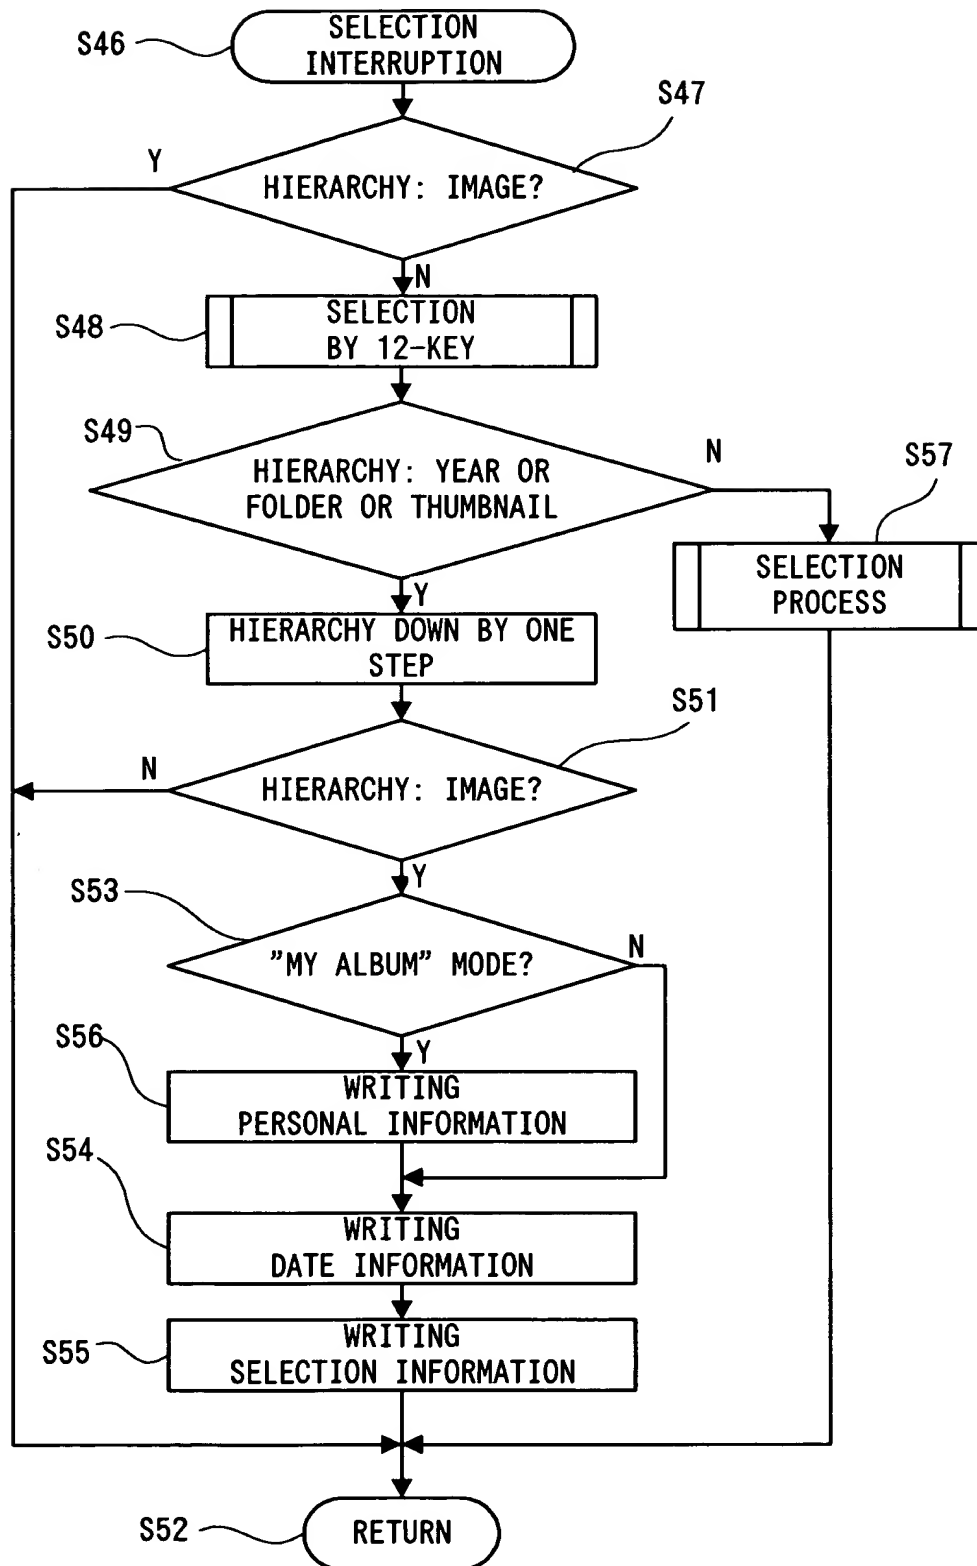 S46
SELECTION
INTERRUPTION
S47
Y
HIERARCHY: IMAGE?
N
S48
SELECTION
BY 12-KEY
S49
HIERARCHY: YEAR OR
FOLDER OR THUMBNAIL
N
S57
SELECTION
PROCESS
Y
S50
HIERARCHY DOWN BY ONE
STEP
S51
N
HIERARCHY: IMAGE?
Y
S53
"MY ALBUM" MODE?
N
Y
S56
WRITING
PERSONAL INFORMATION
S54
WRITING
DATE INFORMATION
S55
WRITING
SELECTION INFORMATION
S52
RETURN